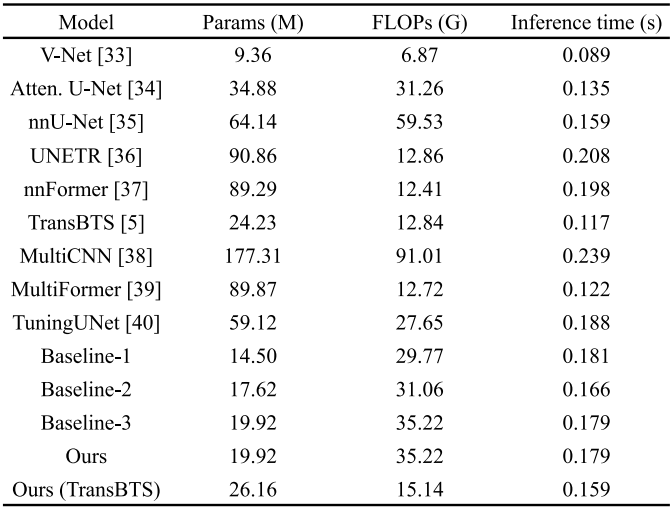 Model Params (M) FLOPs (G) Inference time (s)
V-Net [33] 9.36 6.87 0.089
Atten. U-Net [34] 34.88 31.26 0.135
nnU-Net [35] 64.14 59.53 0.159
UNETR [36] 90.86 12.86 0.208
nnFormer [37] 89.29 12.41 0.198
TransBTS [5] 24.23 12.84 0.117
MultiCNN [38] 177.31 91.01 0.239
MultiFormer [39] 89.87 12.72 0.122
TuningUNet [40] 59.12 27.65 0.188
Baseline-1 14.50 29.77 0.181
Baseline-2 17.62 31.06 0.166
Baseline-3 19.92 35.22 0.179
Ours 19.92 35.22 0.179
Ours (TransBTS) 26.16 15.14 0.159